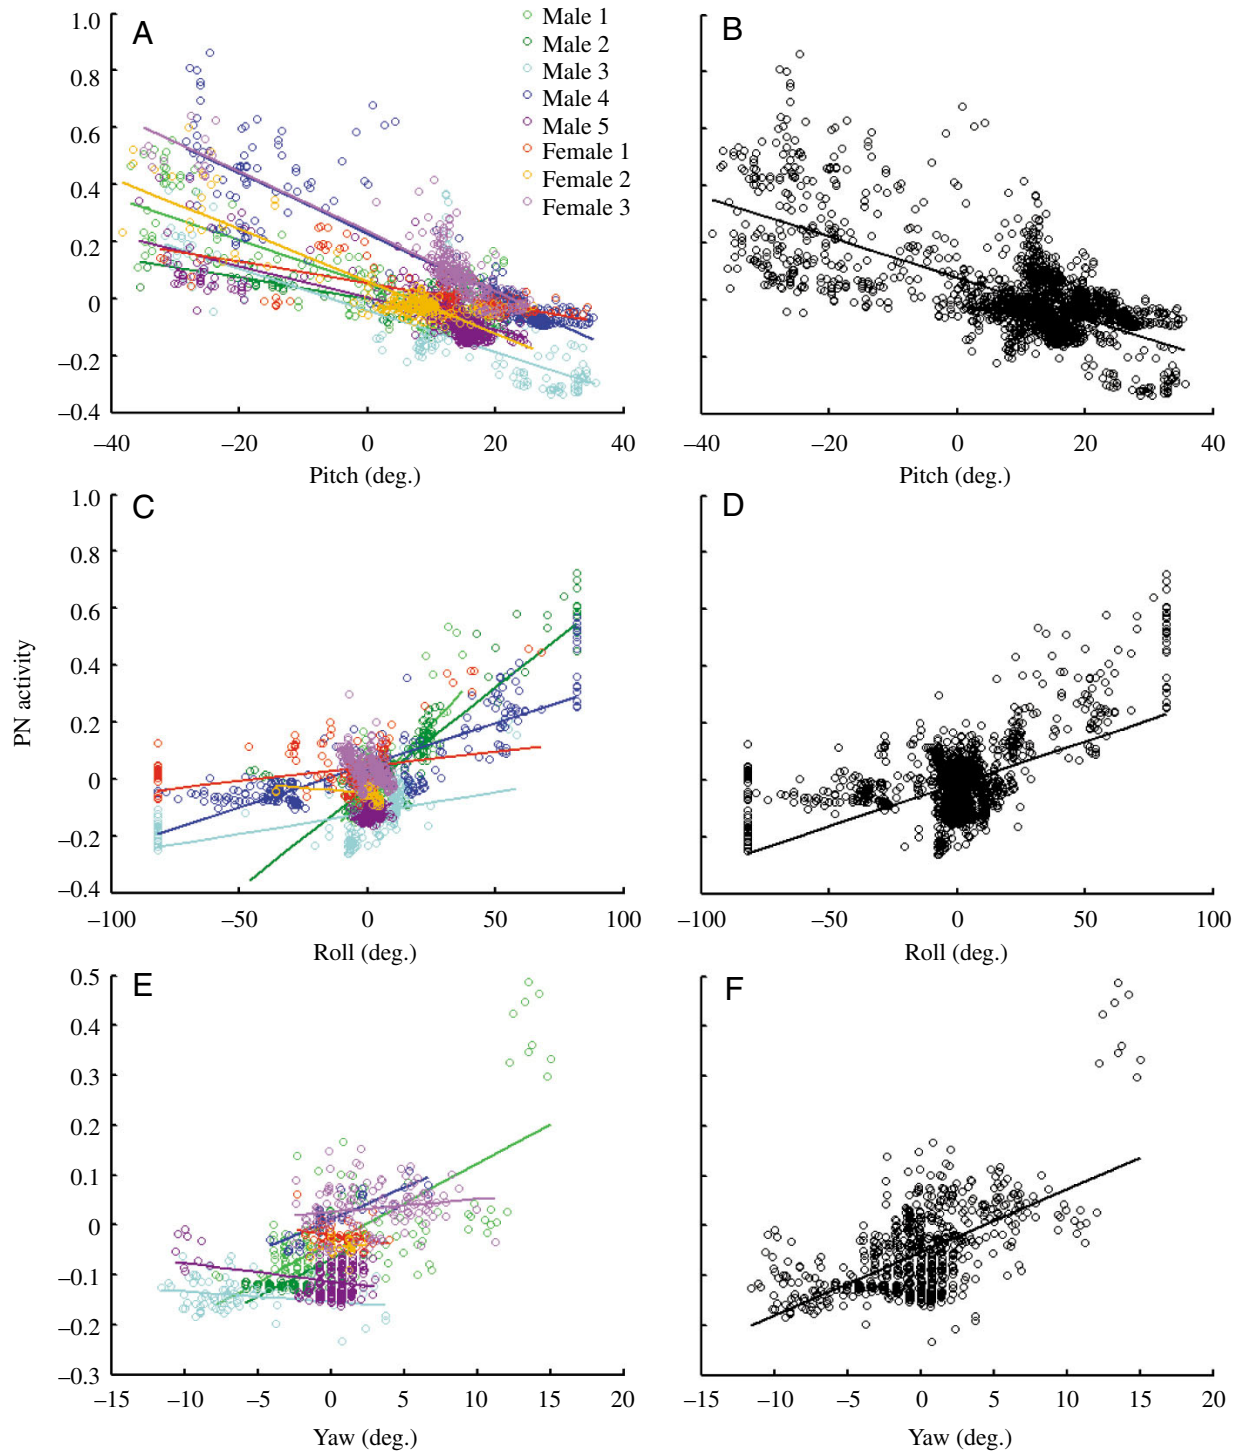 A
B
Male 1
Male 2
Male 3
Male 4
Male 5
Female 1
Female 2
Female 3
1.0
0.8
0.6
0.4
0.2
0
–0.2
–0.4
–40 –20 0 20 40
–40 –20 0 20 40
Pitch (deg.)
Pitch (deg.)
C
D
PN activity
1.0
0.8
0.6
0.4
0.2
0
–0.2
–0.4
–100 –50 0 50 100
–100 –50 0 50 100
Roll (deg.)
Roll (deg.)
E
F
0.5
0.4
0.3
0.2
0.1
0
–0.1
–0.2
–0.3
–15 –10 –5 0 5 10 15 20
–15 –10 –5 0 5 10 15 20
Yaw (deg.)
Yaw (deg.)